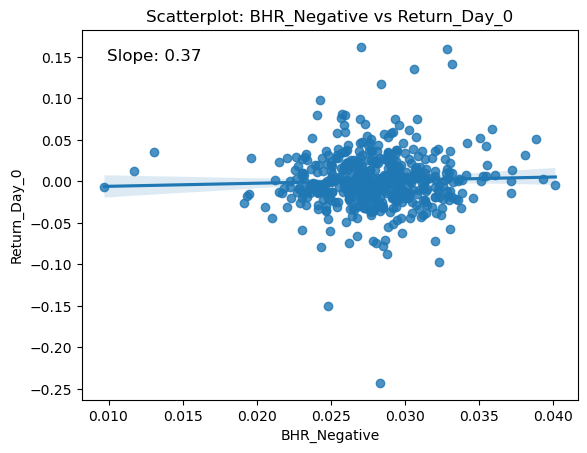 Scatterplot: BHR_Negative vs Return_Day_0
Slope: 0.37
0.15
0.10
0.05
0.00
−0.05
−0.10
−0.15
−0.20
−0.25
Return_Day_0
0.010 0.015 0.020 0.025 0.030 0.035 0.040
BHR_Negative